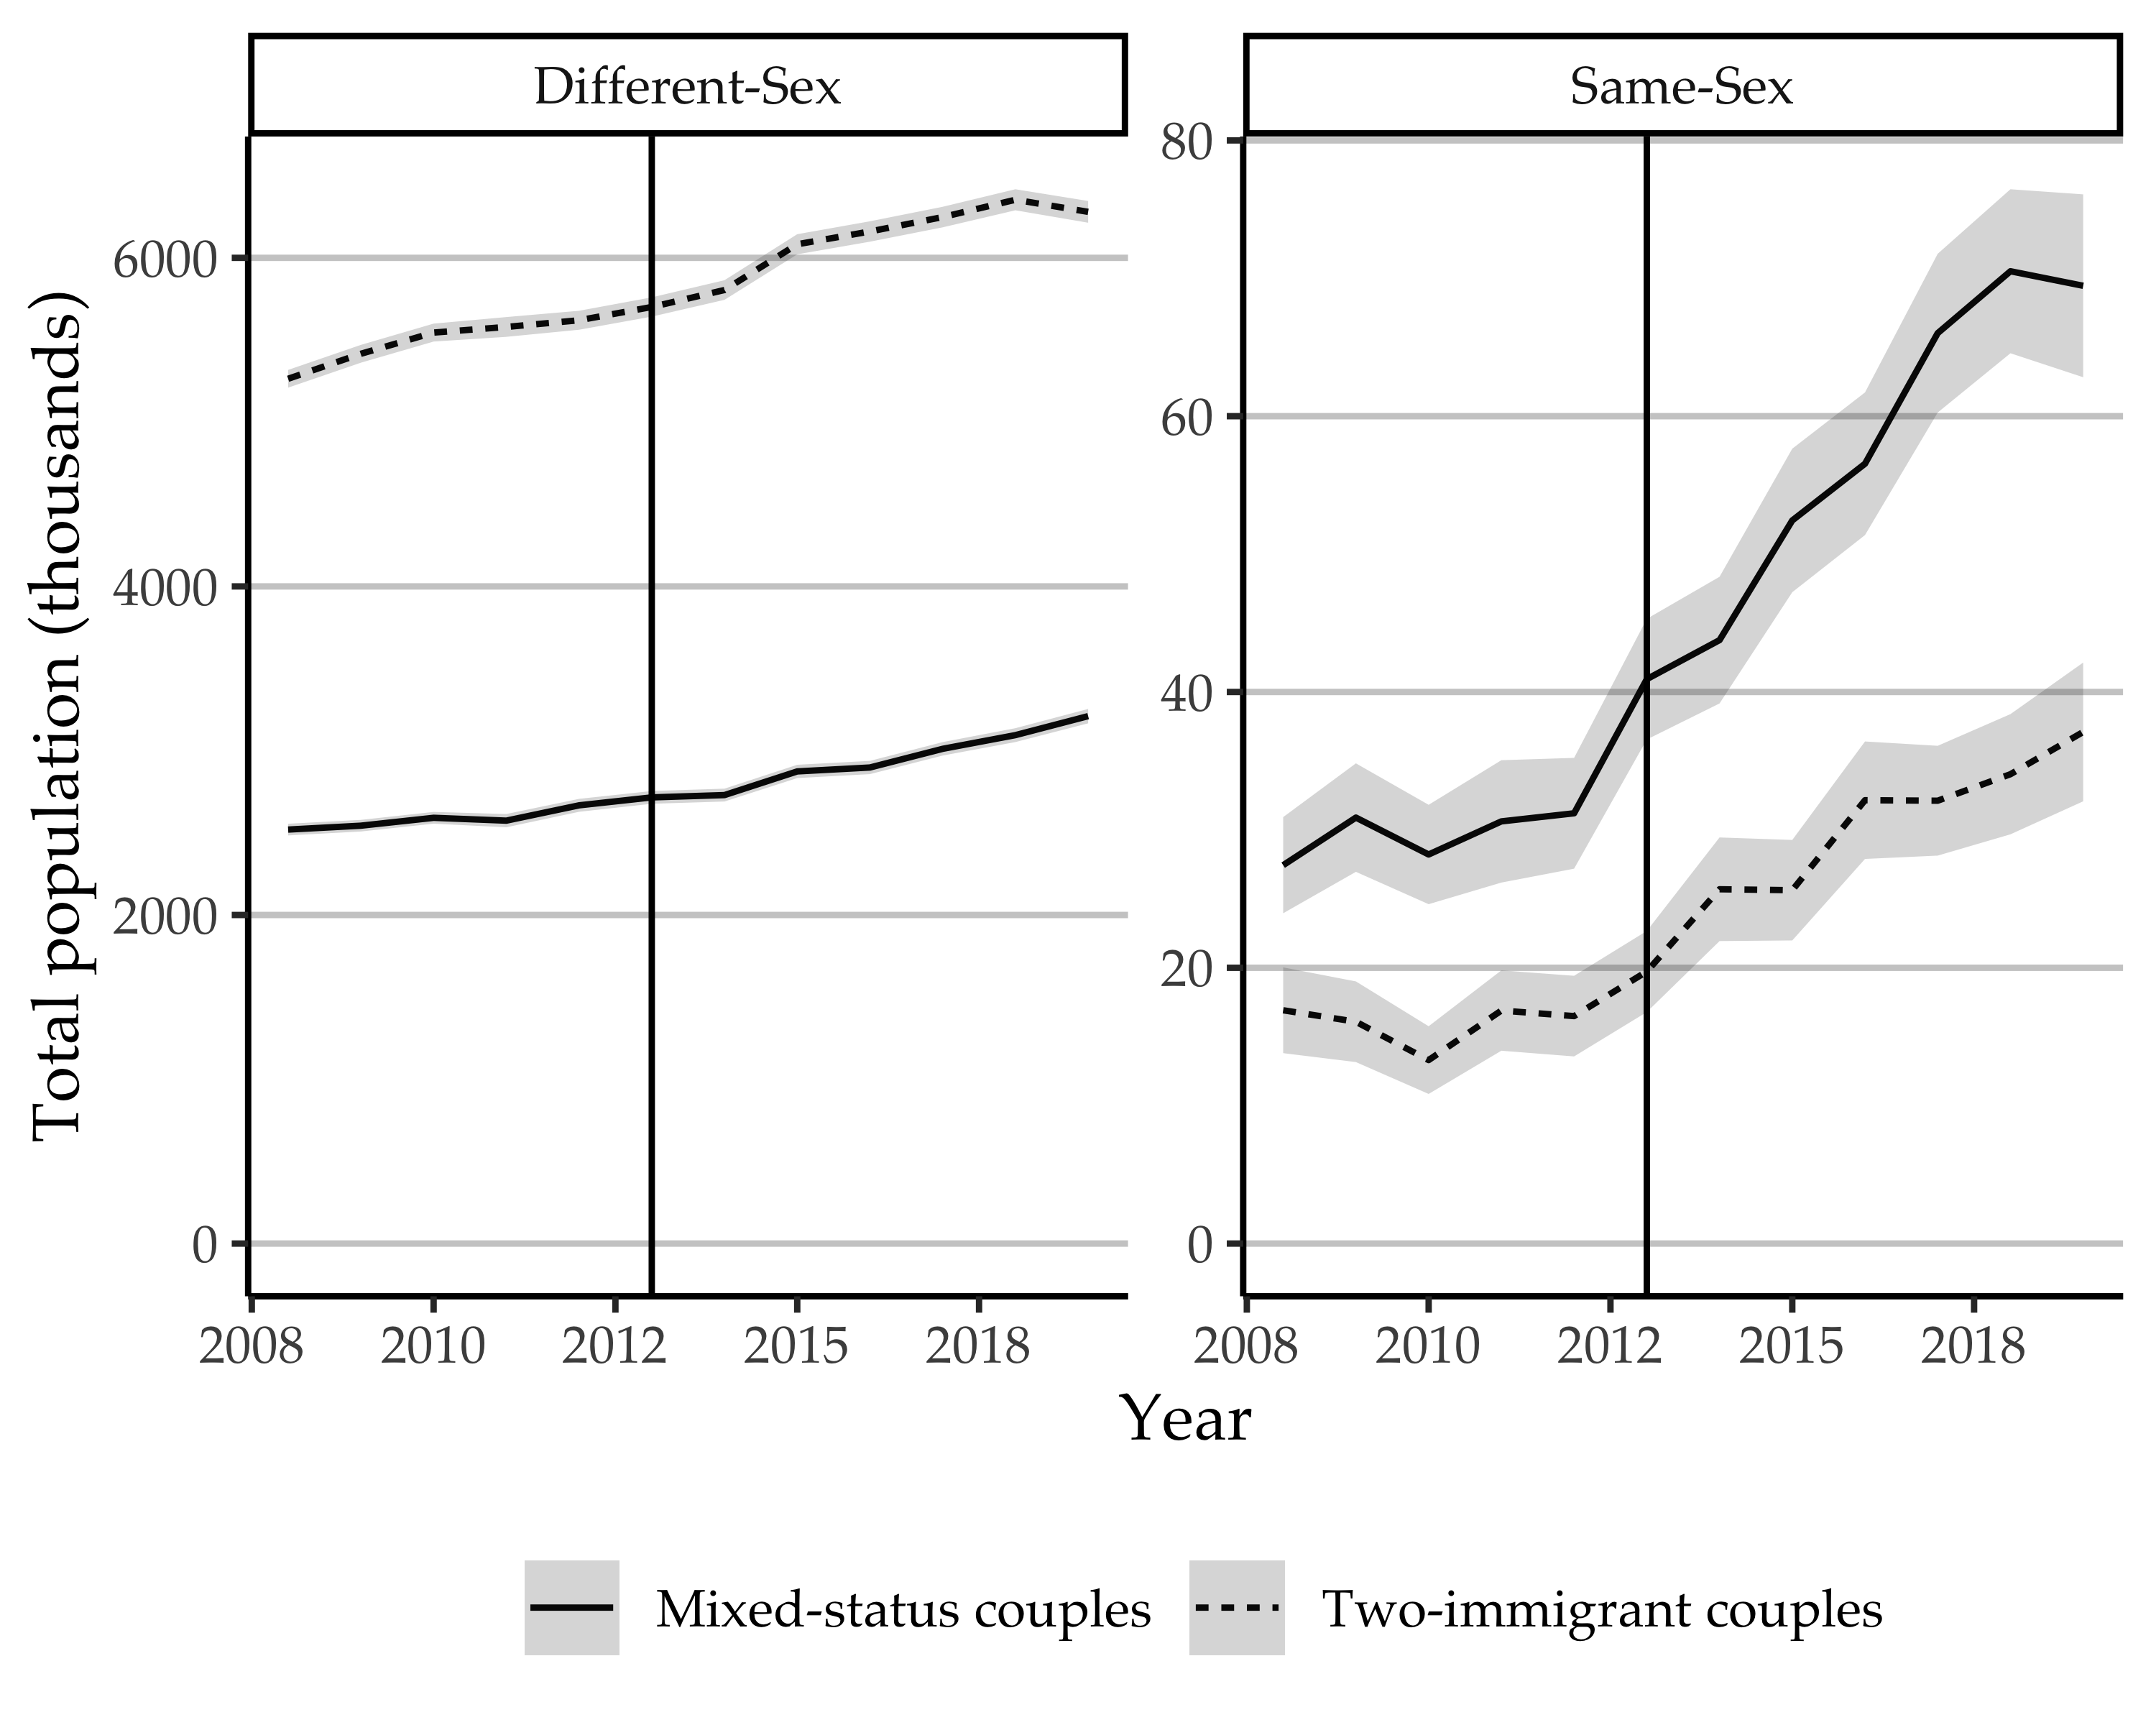 Different-Sex
Same-Sex
Total population (thousands)
6000
4000
2000
0
80
60
40
20
0
2008 2010 2012 2015 2018
2008 2010 2012 2015 2018
Year
Mixed-status couples
Two-immigrant couples